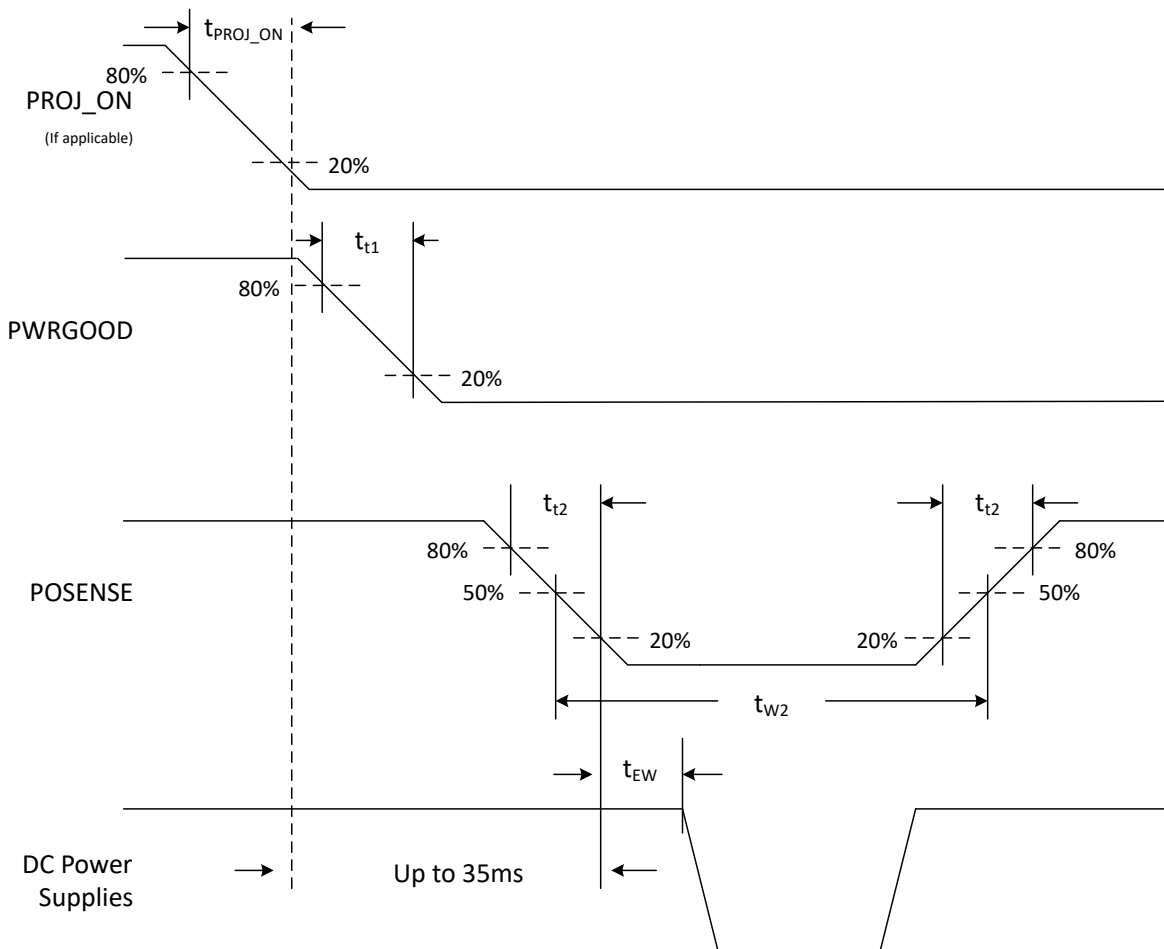 tPROJ_ON
80%
PROJ_ON
(If applicable)
20%
tt1
80%
PWRGOOD
20%
tt2
tt2
80%
80%
50%
50%
POSENSE
20%
20%
tW2
tEW
DC Power
Supplies
Up to 35ms